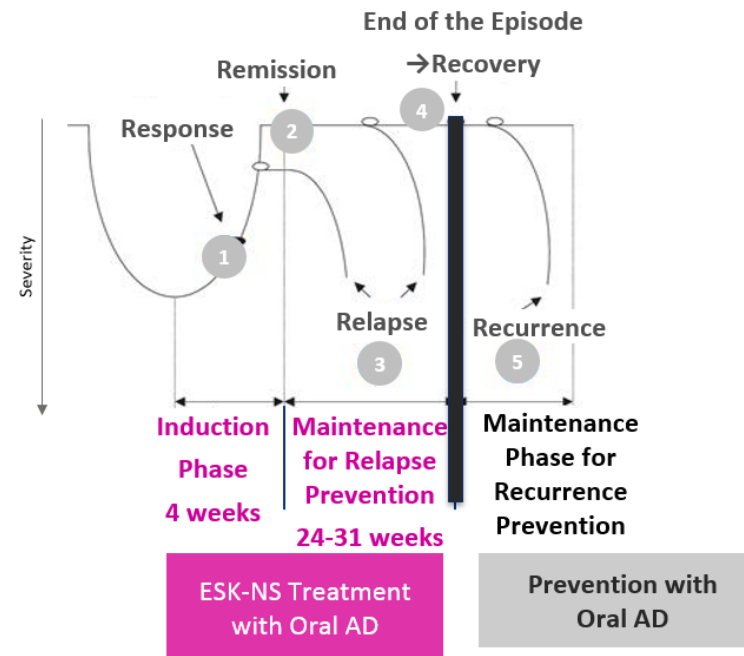 End of the Episode
→Recovery
Remission
Response
4
2
1
Severity
Relapse
Recurrence
3
5
Induction
Phase
4 weeks
Maintenance
for Relapse
Prevention
24-31 weeks
Maintenance
Phase for
Recurrence
Prevention
ESK-NS Treatment
with Oral AD
Prevention with
Oral AD